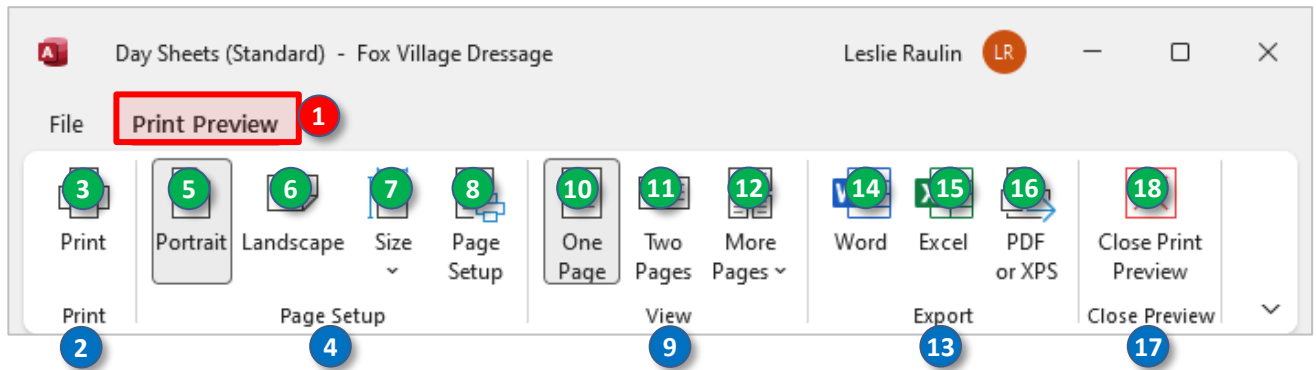 A Day Sheets (Standard) - Fox Village Dressage Leslie Raulin LR
File Print Preview 1
3 5 6 7 8 10 11 12 W 14 X 15 16 18
Print Portrait Landscape Size Page One Two More Word Excel PDF Close Print
Setup Page Pages Pages or XPS Preview
Print Page Setup View Export Close Preview
2 4 9 13 17